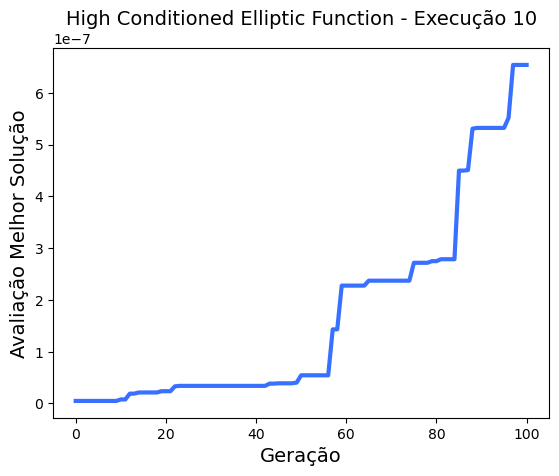 High Conditioned Elliptic Function - Execução 10
1e−7
6
5
4
3
2
1
0
Avaliação Melhor Solução
0 20 40 60 80 100
Geração